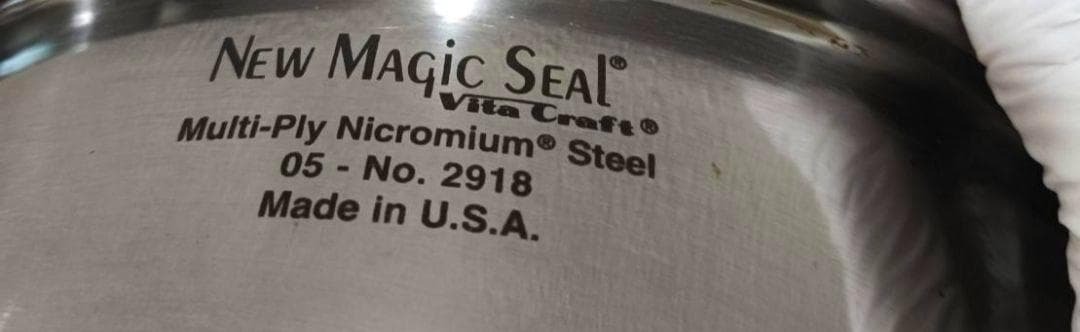 New Magic Seal®
Vita Craft®
Multi-Ply Nicromium® Steel
05 - No. 2918
Made in U.S.A.